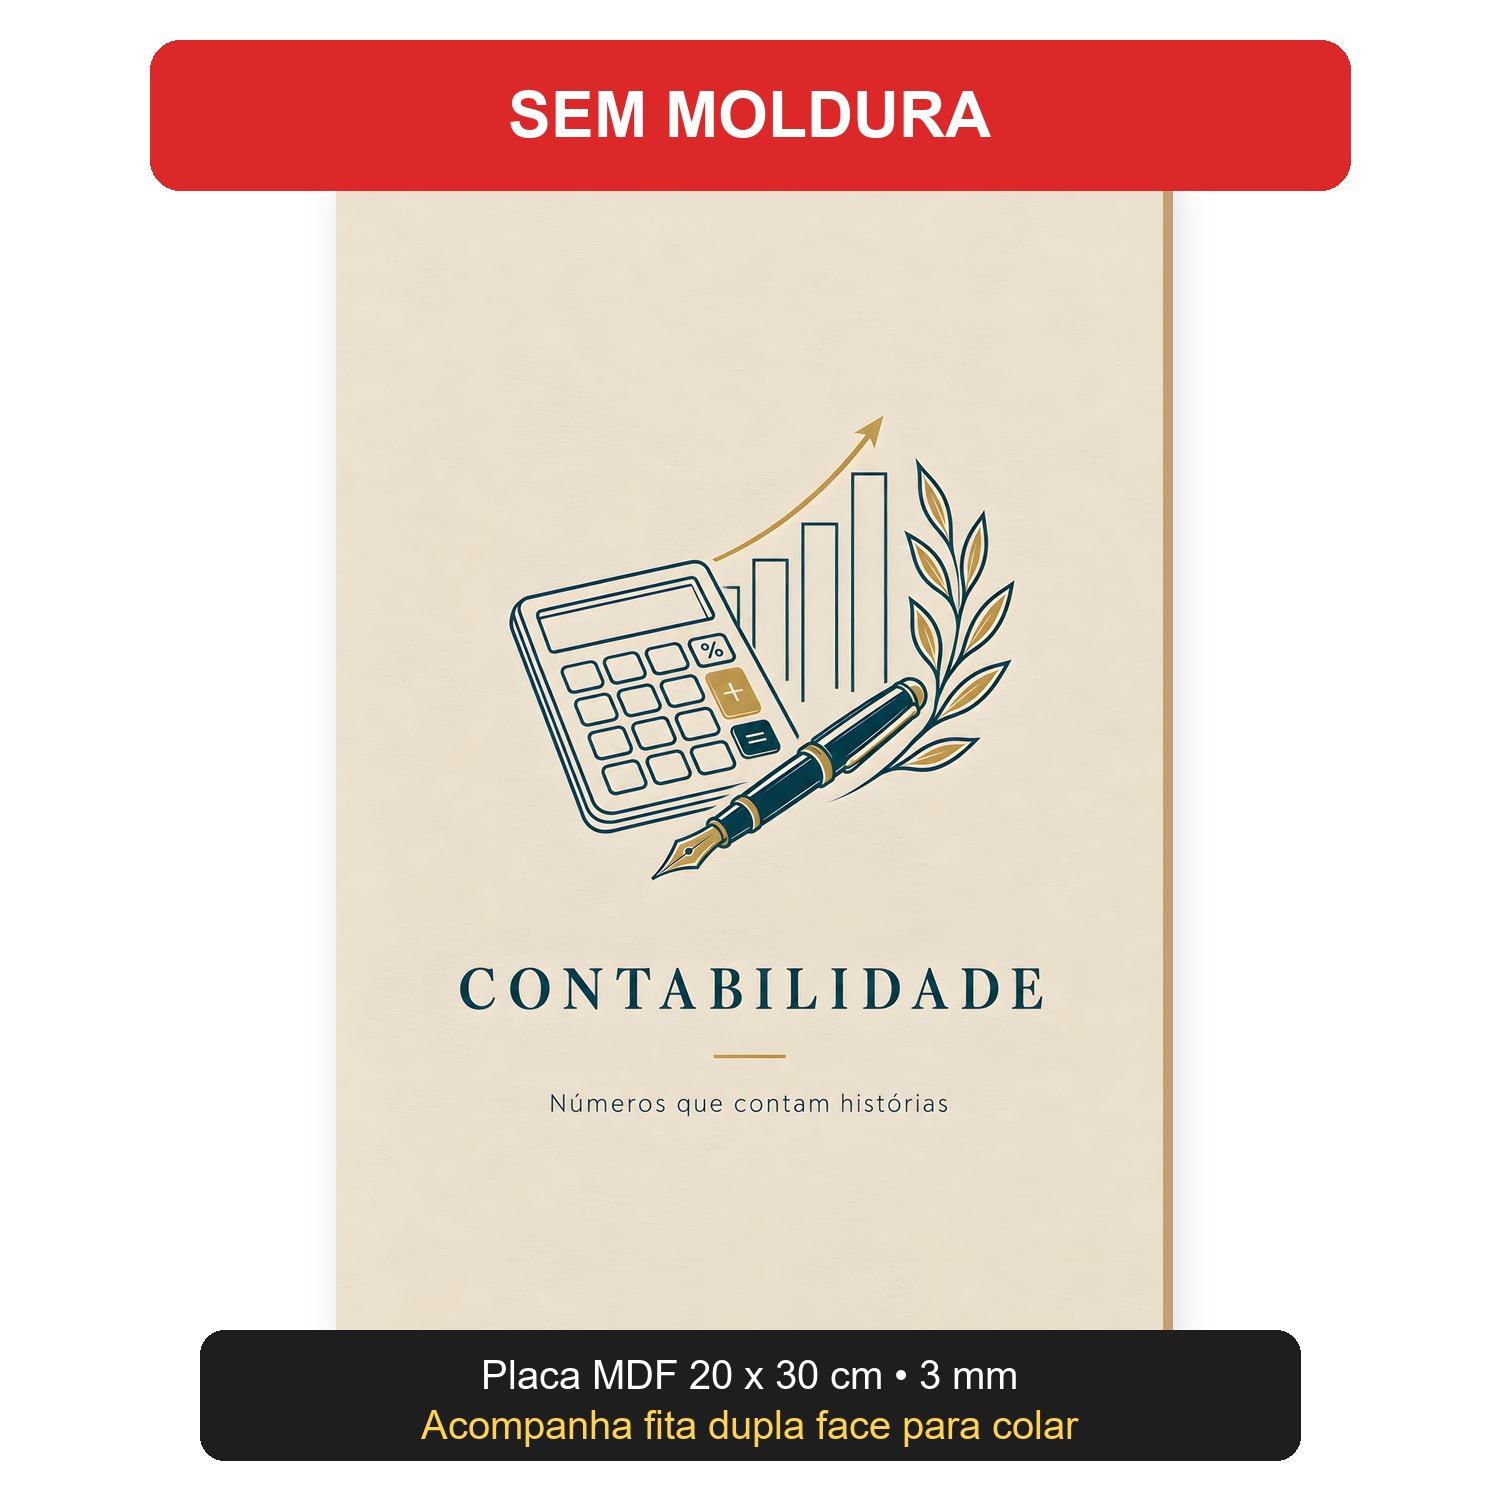 SEM MOLDURA
%
+
=
CONTABILIDADE
Números que contam histórias
Placa MDF 20 x 30 cm • 3 mm
Acompanha fita dupla face para colar